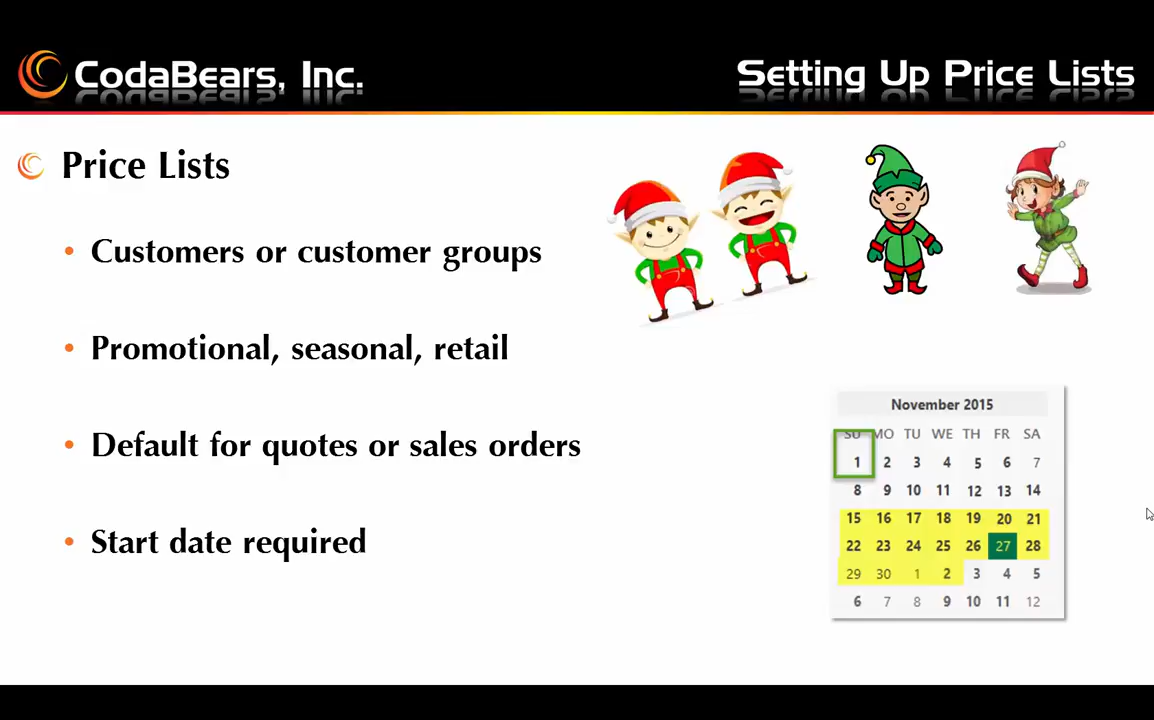 CodaBears, Inc.
Setting Up Price Lists
Price Lists
• Customers or customer groups
• Promotional, seasonal, retail
• Default for quotes or sales orders
• Start date required
November 2015
SU MO TU WE TH FR SA
1 2 3 4 5 6 7
8 9 10 11 12 13 14
15 16 17 18 19 20 21
22 23 24 25 26 27 28
29 30 1 2 3 4 5
6 7 8 9 10 11 12